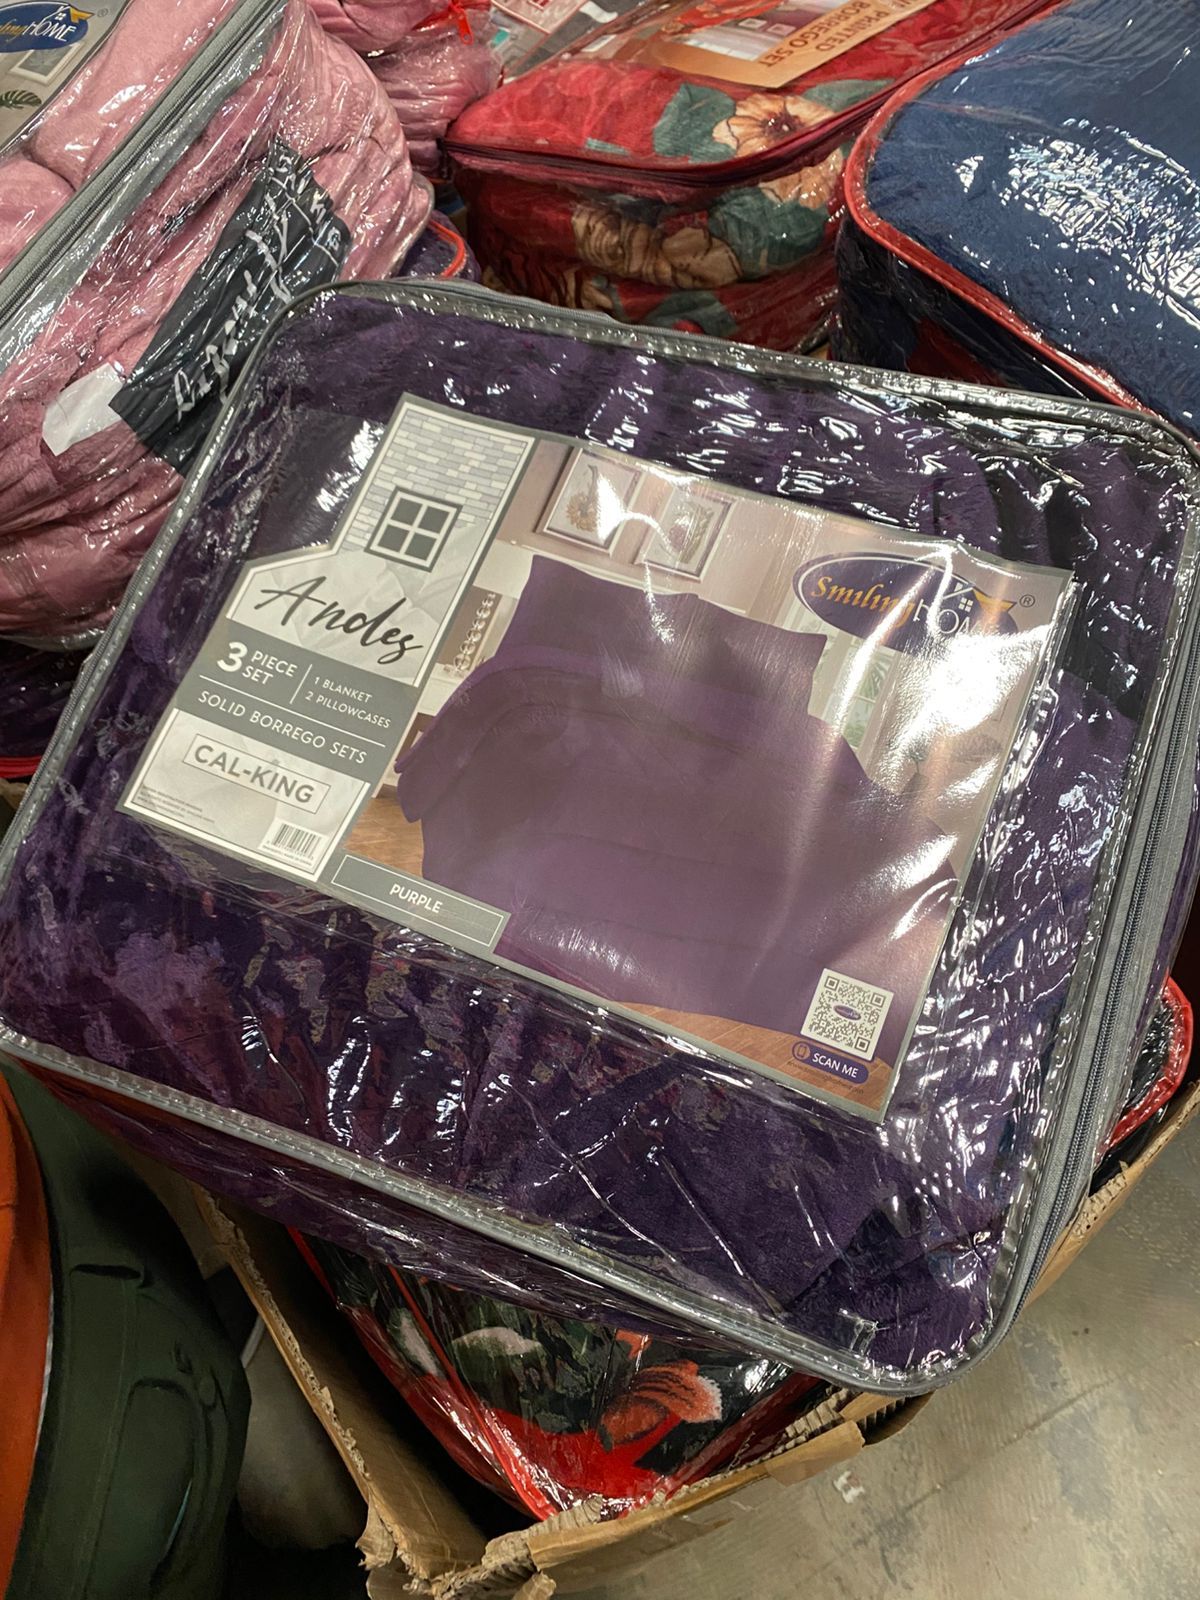 HOME
®
PRINTED
BORREGO SET
Andes
3 PIECE SET
1 BLANKET
2 PILLOWCASES
SOLID BORREGO SETS
CAL-KING
PURPLE
SmilingHOME
®
SCAN ME